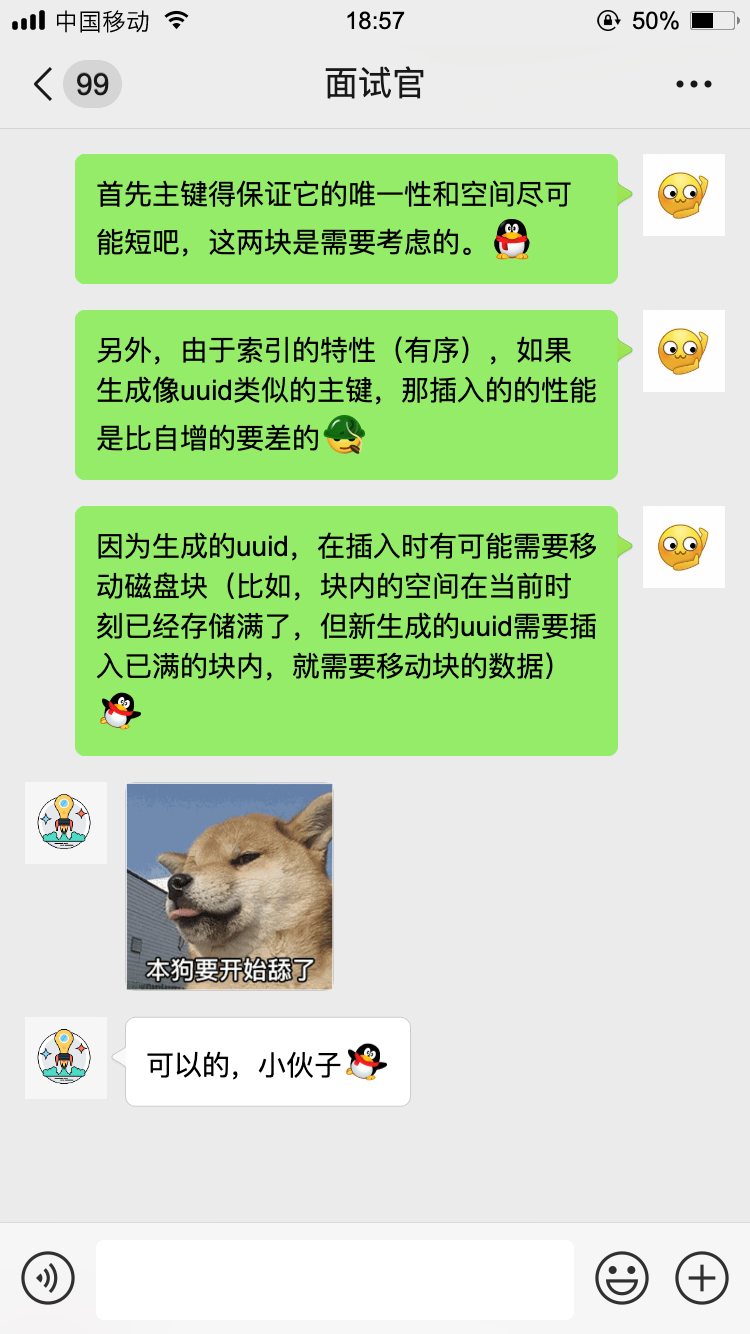 中国移动
18:57
50%
99
面试官
首先主键得保证它的唯一性和空间尽可
能短吧，这两块是需要考虑的。
另外，由于索引的特性（有序），如果
生成像uuid类似的主键，那插入的的性能
是比自增的要差的
因为生成的uuid，在插入时有可能需要移
动磁盘块（比如，块内的空间在当前时
刻已经存储满了，但新生成的uuid需要插
入已满的块内，就需要移动块的数据）
本狗要开始舔了
可以的，小伙子